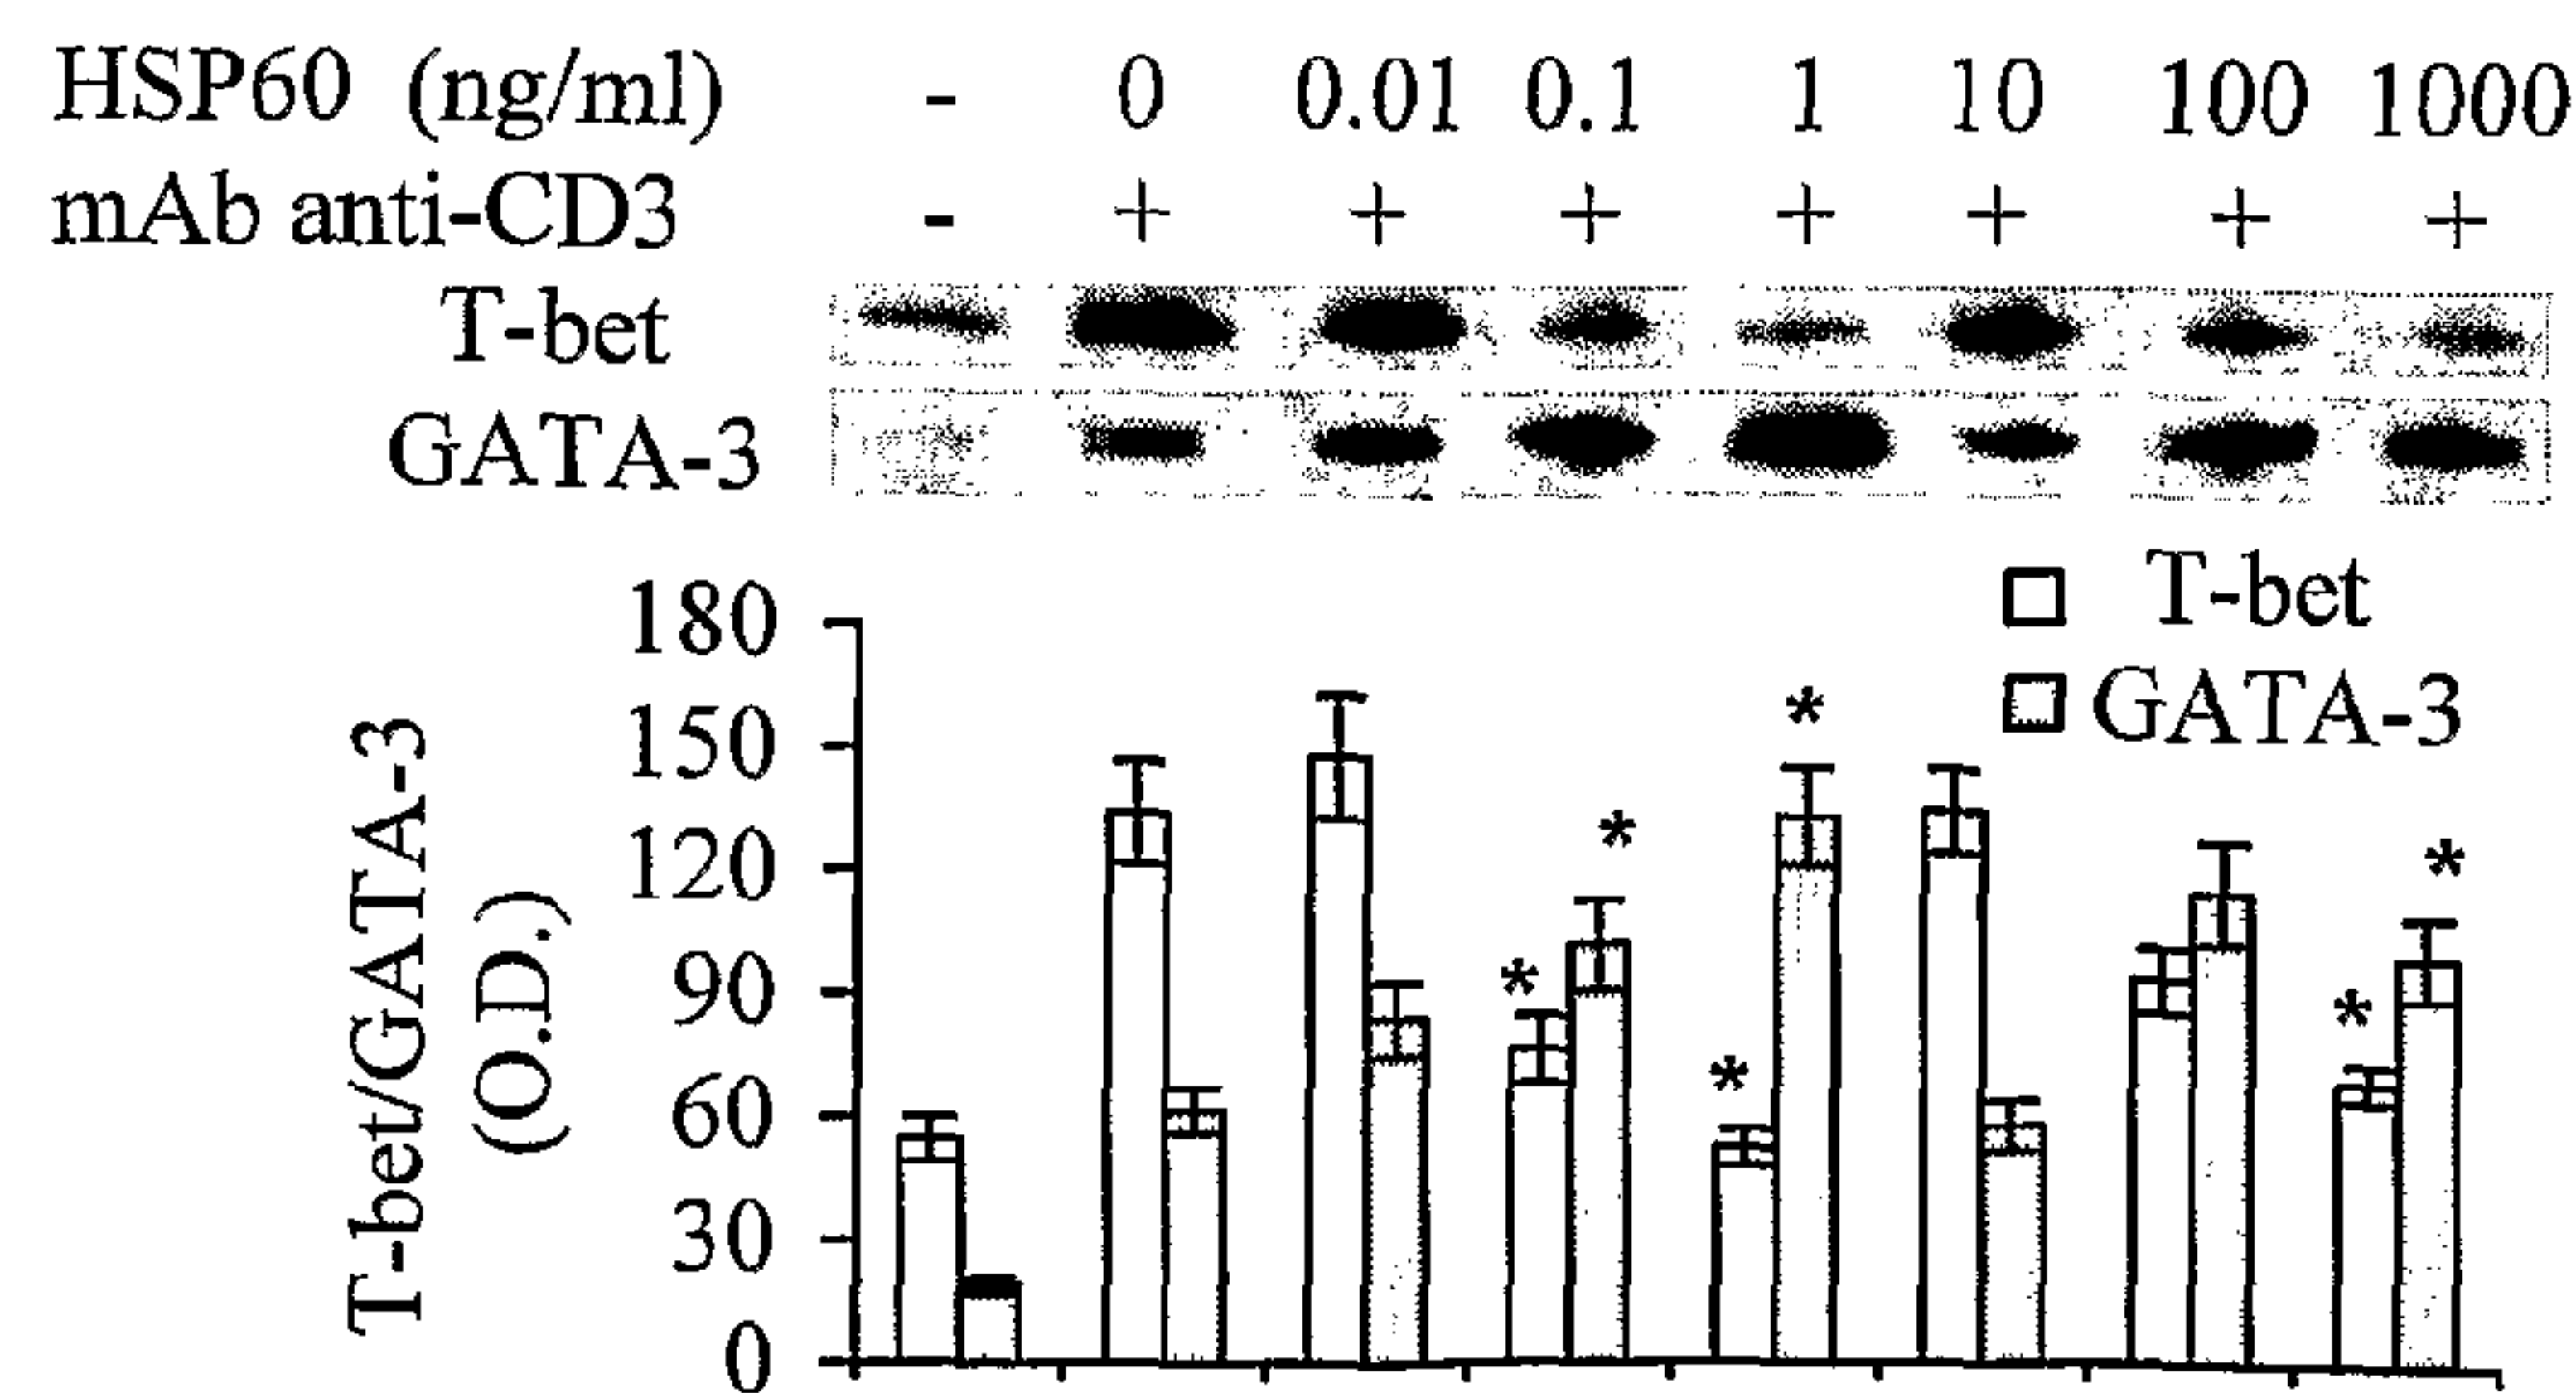 HSP60 (ng/ml) - 0 0.01 0.1 1 10 100 1000
mAb anti-CD3 - + + + + + + +
T-bet
GATA-3
T-bet
GATA-3
180
150
120
90
60
30
0
T-bet/GATA-3
(O.D.)
* * * * * *